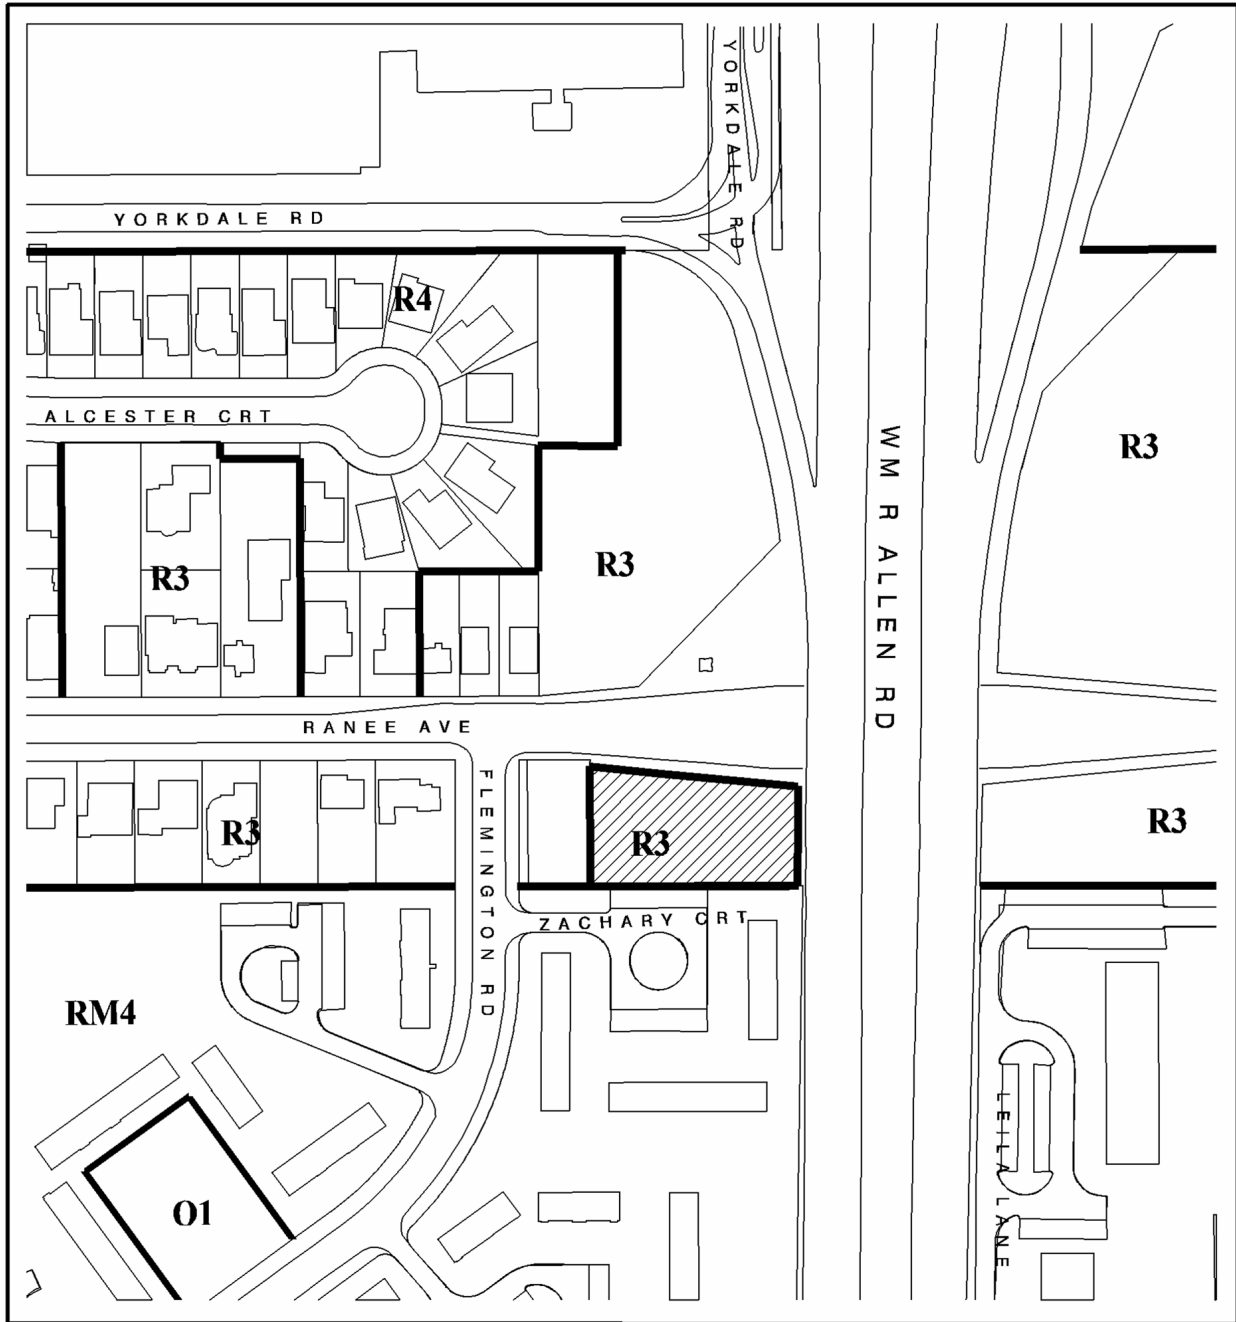 YORKDALE RD
YORKDALE RD
R4
ALCESTER CRT
WM R ALLEN RD
R3
R3
R3
RANEE AVE
FLEMINGTON RD
R3
R3
R3
ZACHARY CRT
RM4
LEILA LANE
O1